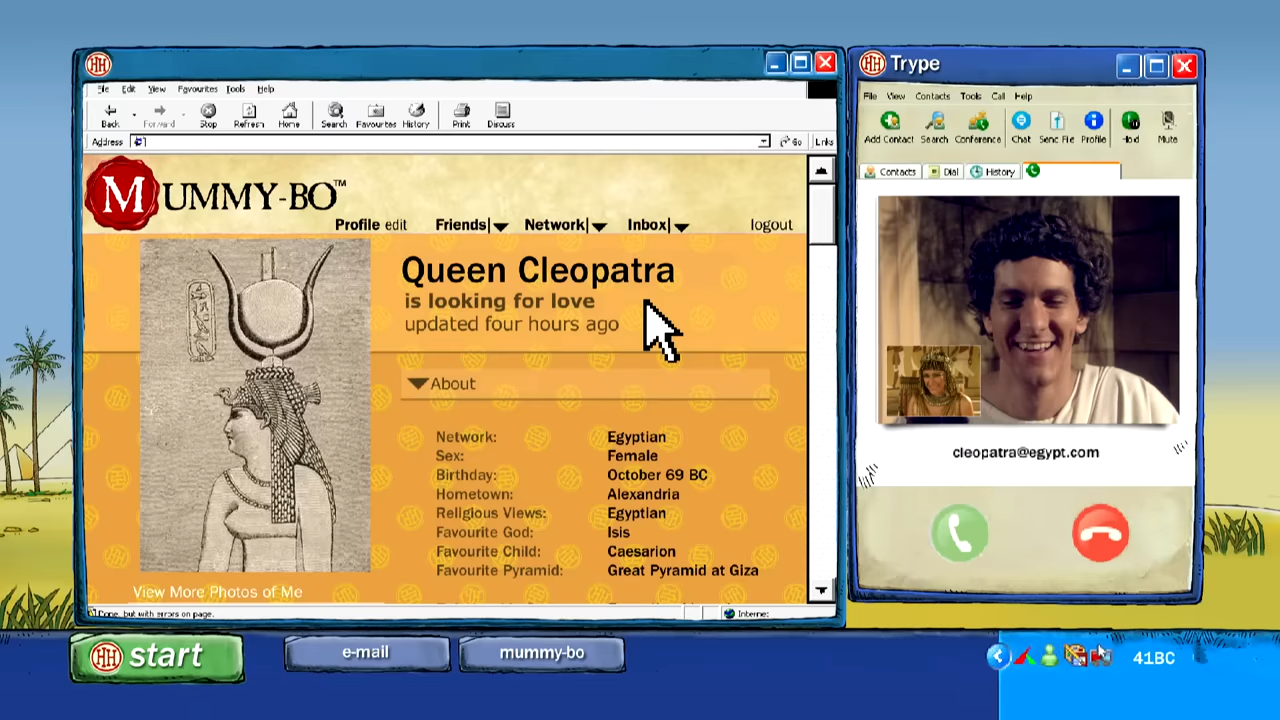 HH
File Edit View Favourites Tools Help
Back Forward Stop Refresh Home Search Favourites History Print Discuss
Address Go Links
MUMMY-BO™
Profile edit Friends| Network| Inbox| logout
Queen Cleopatra
is looking for love
updated four hours ago
About
Network: Egyptian
Sex: Female
Birthday: October 69 BC
Hometown: Alexandria
Religious Views: Egyptian
Favourite God: Isis
Favourite Child: Caesarion
Favourite Pyramid: Great Pyramid at Giza
View More Photos of Me
Done, but with errors on page.
Internet
HH Trype
File View Contacts Tools Call Help
Add Contact Search Conference Chat Send File Profile Hold Mute
Contacts Dial History
cleopatra@egypt.com
HH start e-mail mummy-bo 41BC